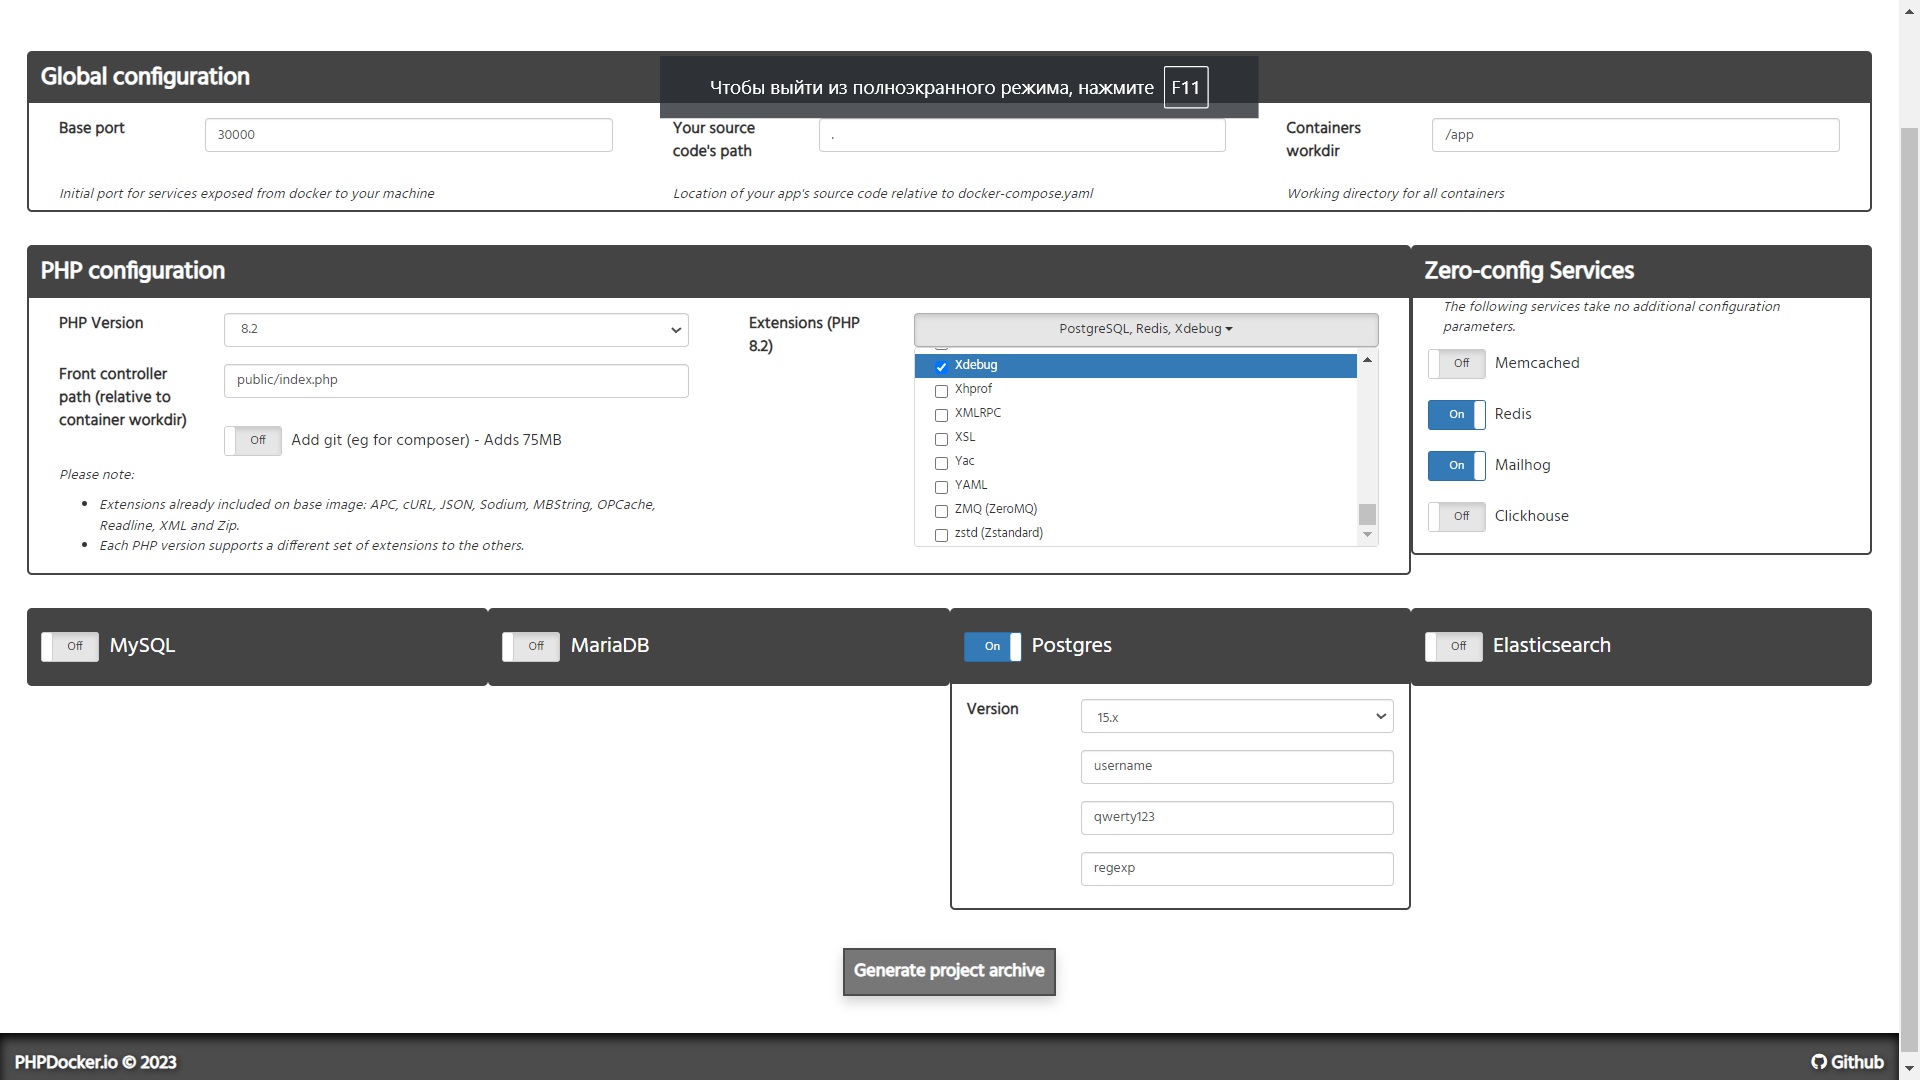 Global configuration
Чтобы выйти из полноэкранного режима, нажмите F11
Base port
30000
Your source
code's path
.
Containers
workdir
/app
Initial port for services exposed from docker to your machine
Location of your app's source code relative to docker-compose.yaml
Working directory for all containers
PHP configuration
PHP Version
8.2
Front controller
path (relative to
container workdir)
public/index.php
Off
Add git (eg for composer) - Adds 75MB
Please note:
Extensions already included on base image: APC, cURL, JSON, Sodium, MBString, OPCache,
Readline, XML and Zip.
Each PHP version supports a different set of extensions to the others.
Extensions (PHP
8.2)
PostgreSQL, Redis, Xdebug
Xdebug
Xhprof
XMLRPC
XSL
Yac
YAML
ZMQ (ZeroMQ)
zstd (Zstandard)
Zero-config Services
The following services take no additional configuration
parameters.
Off Memcached
On Redis
On Mailhog
Off Clickhouse
Off MySQL
Off MariaDB
On Postgres
Off Elasticsearch
Version
15.x
username
qwerty123
regexp
Generate project archive
PHPDocker.io © 2023
Github